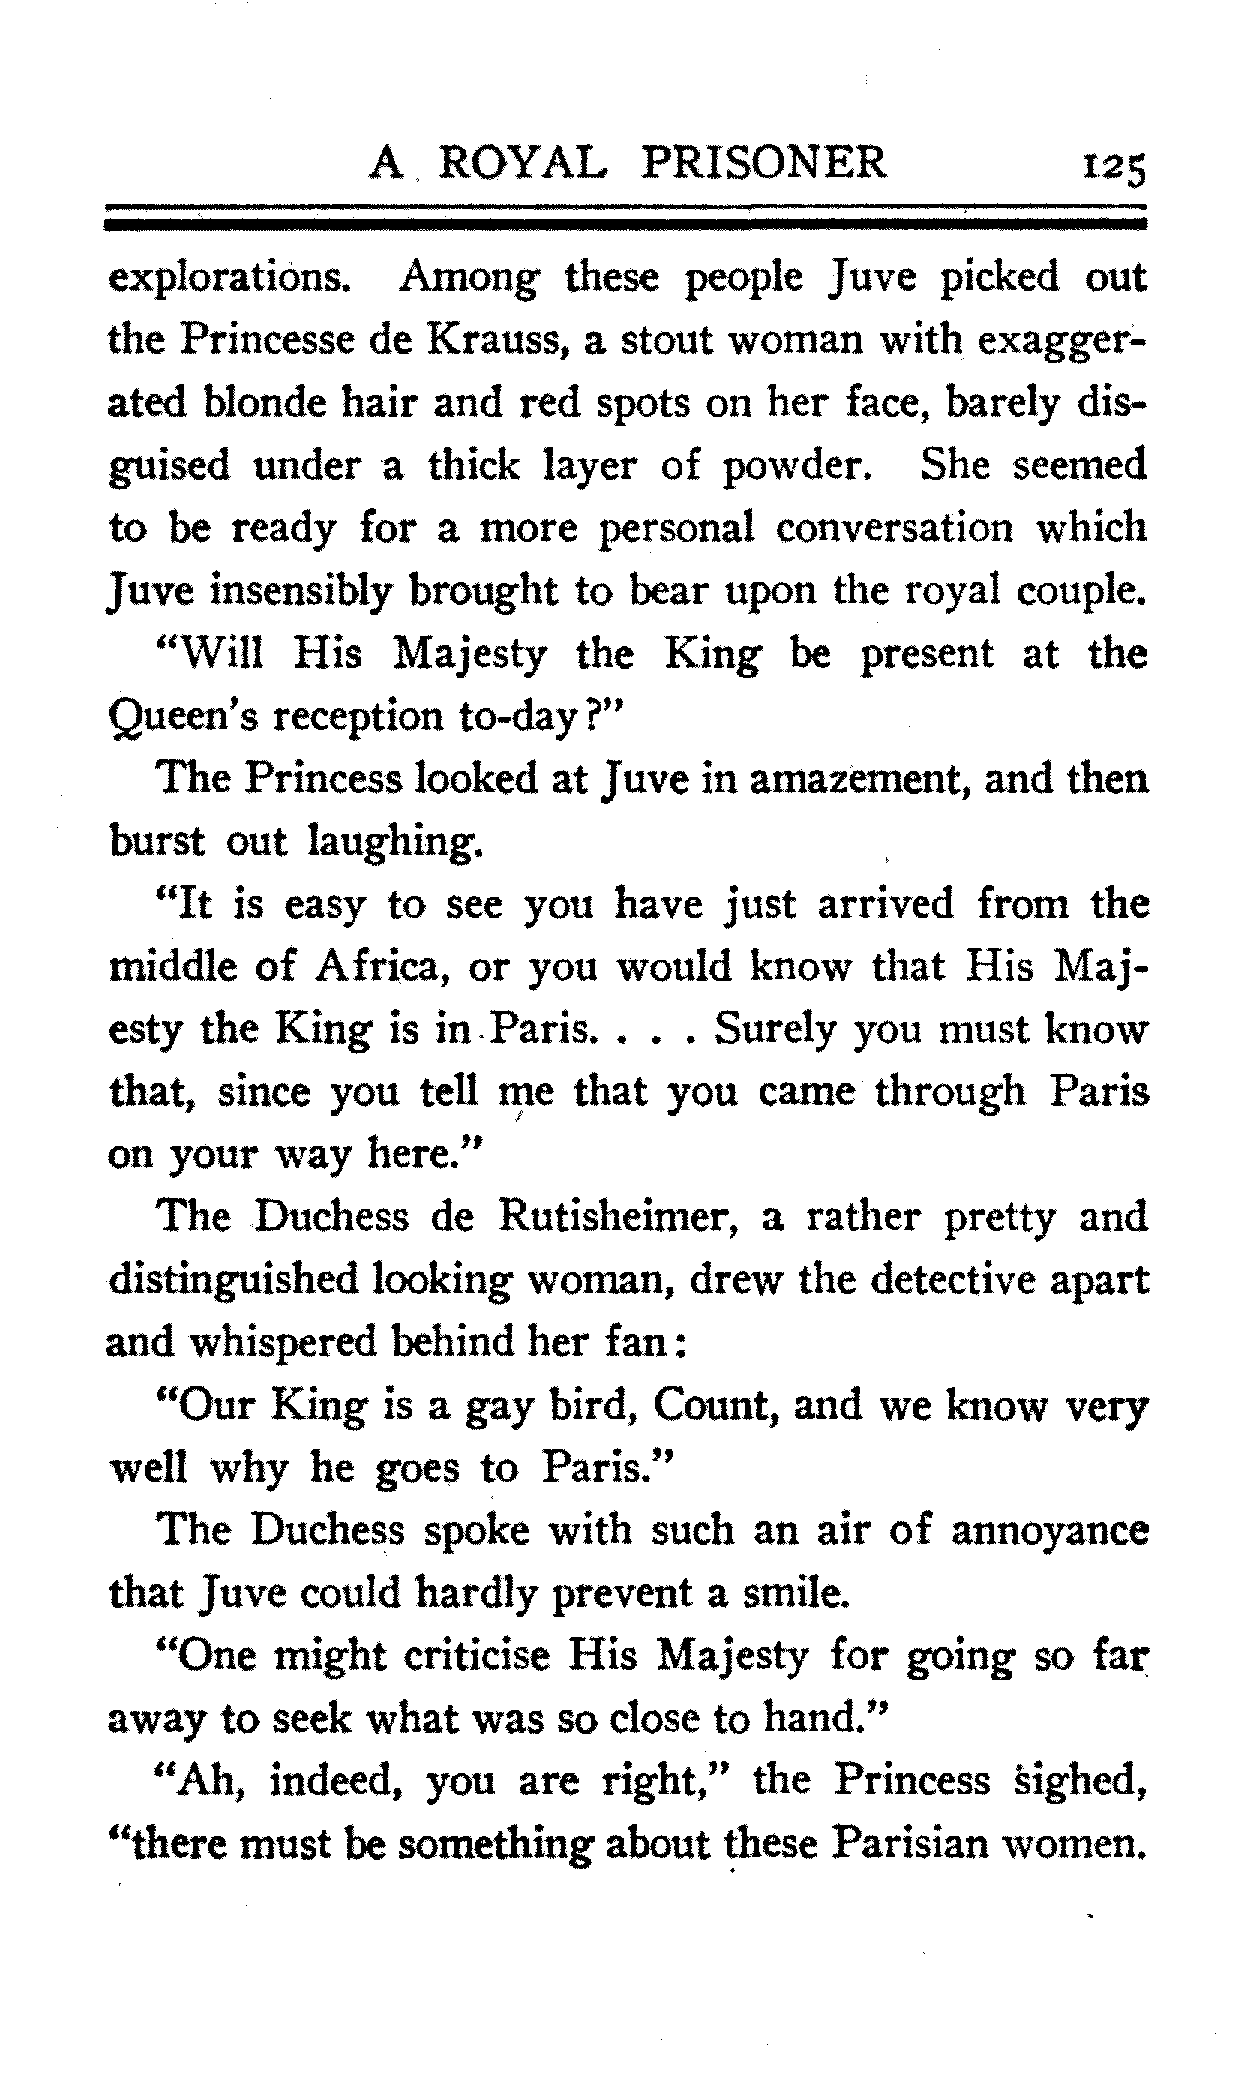 A ROYAL PRISONER 125
explorations. Among these people Juve picked out
the Princesse de Krauss, a stout woman with exagger-
ated blonde hair and red spots on her face, barely dis-
guised under a thick layer of powder. She seemed
to be ready for a more personal conversation which
Juve insensibly brought to bear upon the royal couple.
“Will His Majesty the King be present at the
Queen's reception to-day?”
The Princess looked at Juve in amazement, and then
burst out laughing.
“It is easy to see you have just arrived from the
middle of Africa, or you would know that His Maj-
esty the King is in Paris. . . . Surely you must know
that, since you tell me that you came through Paris
on your way here.”
The Duchess de Rutisheimer, a rather pretty and
distinguished looking woman, drew the detective apart
and whispered behind her fan:
“Our King is a gay bird, Count, and we know very
well why he goes to Paris.”
The Duchess spoke with such an air of annoyance
that Juve could hardly prevent a smile.
“One might criticise His Majesty for going so far
away to seek what was so close to hand.”
“Ah, indeed, you are right,” the Princess sighed,
“there must be something about these Parisian women.